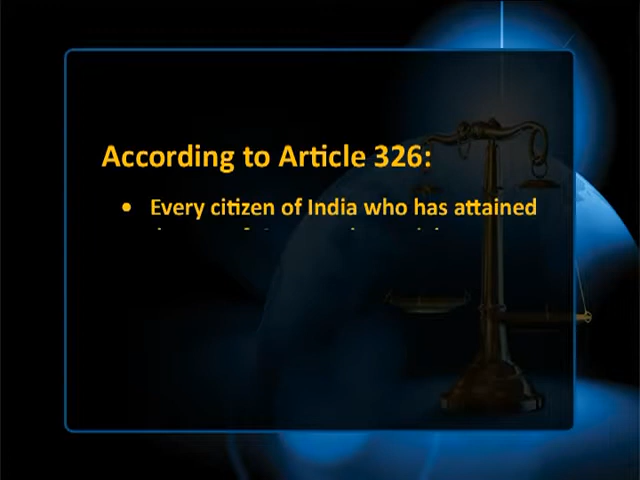 According to Article 326:
• Every citizen of India who has attained